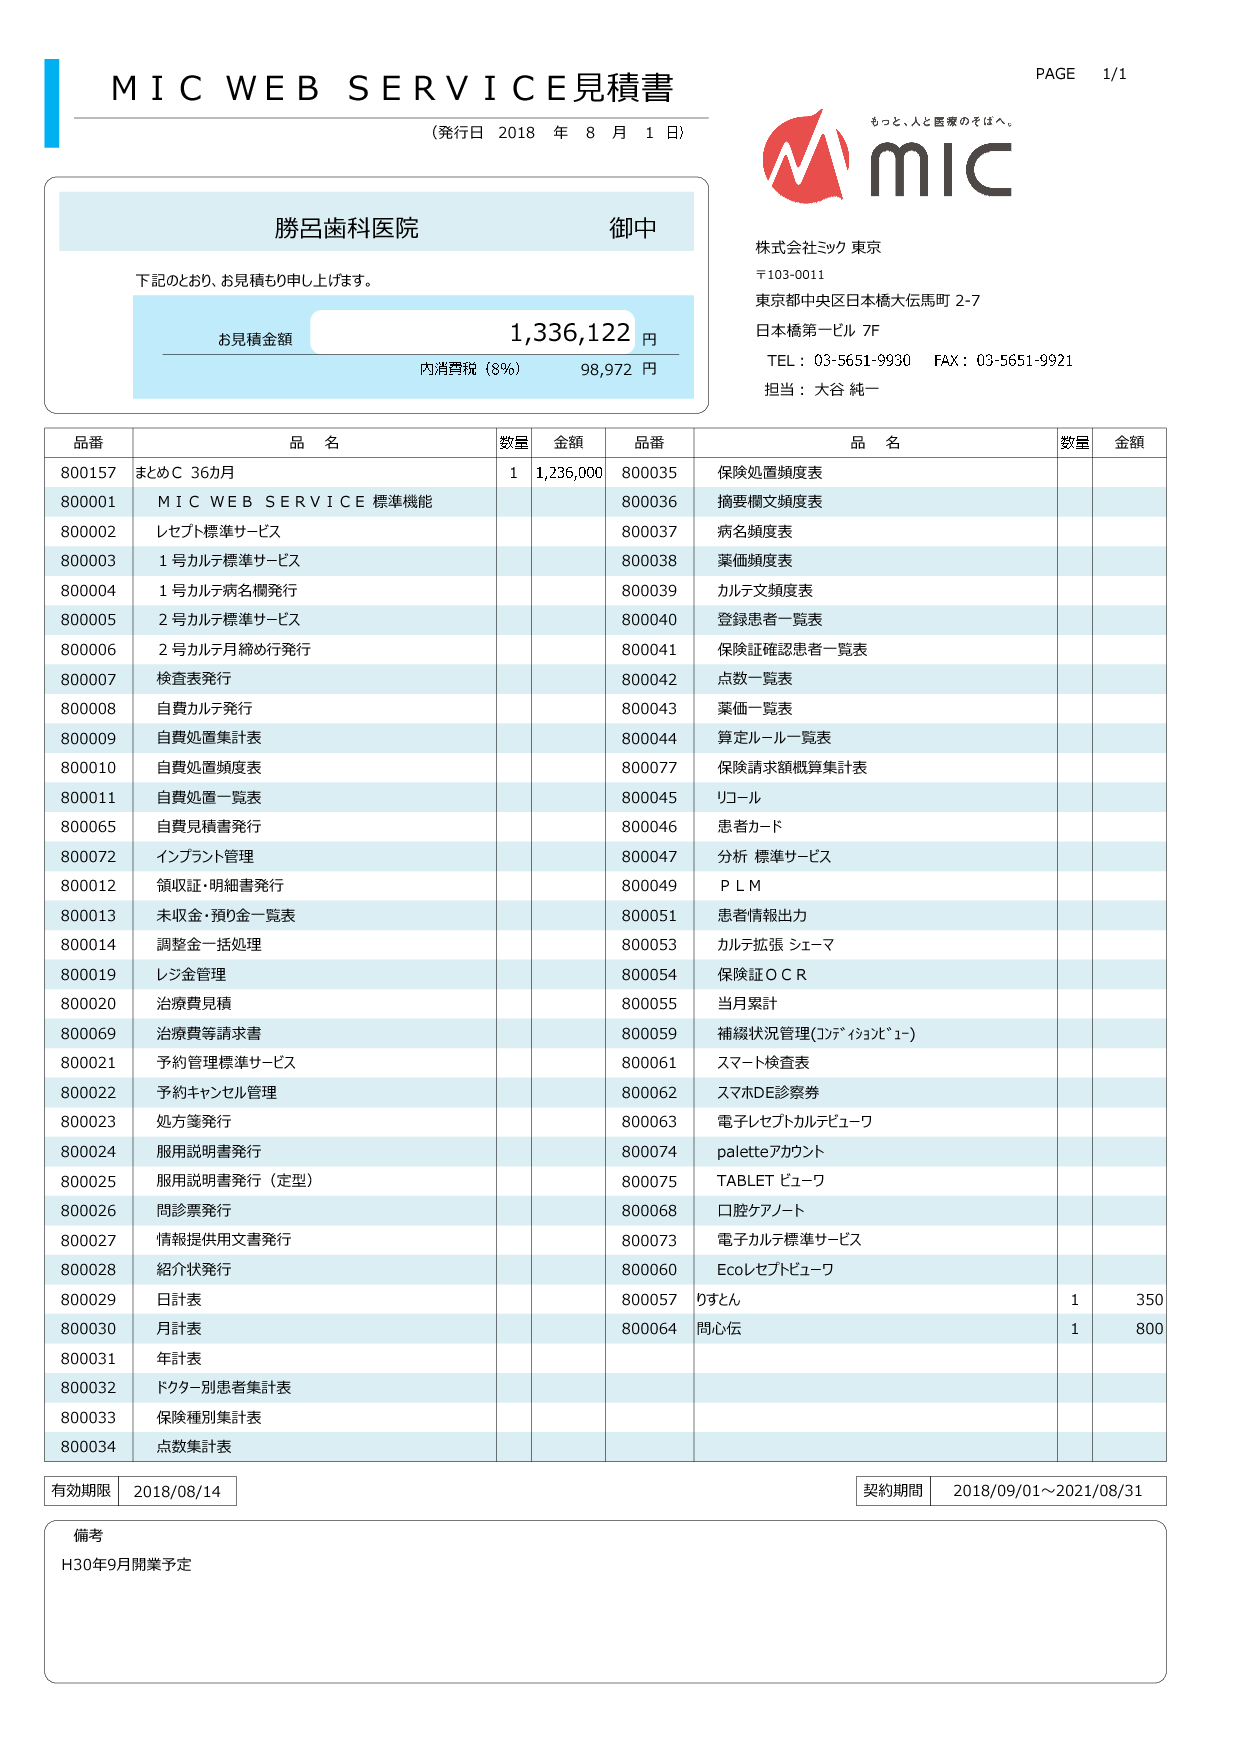 ＭＩＣ ＷＥＢ ＳＥＲＶＩＣＥ見積書
PAGE 1/1
（発行日 2018 年 8 月 1 日）
もっと、人と医療のそばへ。
mic
勝呂歯科医院 御中
下記のとおり、お見積もり申し上げます。
お見積金額 1,336,122 円
内消費税（8%） 98,972 円
株式会社ミック 東京
〒103-0011
東京都中央区日本橋大伝馬町 2-7
日本橋第一ビル 7F
TEL： 03-5651-9930 FAX： 03-5651-9921
担当： 大谷 純一
品番 品 名 数量 金額 品番 品 名 数量 金額
800157 まとめＣ 36カ月 1 1,236,000 800035 保険処置頻度表
800001 ＭＩＣ ＷＥＢ ＳＥＲＶＩＣＥ 標準機能 800036 摘要欄文頻度表
800002 レセプト標準サービス 800037 病名頻度表
800003 １号カルテ標準サービス 800038 薬価頻度表
800004 １号カルテ病名欄発行 800039 カルテ文頻度表
800005 ２号カルテ標準サービス 800040 登録患者一覧表
800006 ２号カルテ月締め行発行 800041 保険証確認患者一覧表
800007 検査表発行 800042 点数一覧表
800008 自費カルテ発行 800043 薬価一覧表
800009 自費処置集計表 800044 算定ルール一覧表
800010 自費処置頻度表 800077 保険請求額概算集計表
800011 自費処置一覧表 800045 リコール
800065 自費見積書発行 800046 患者カード
800072 インプラント管理 800047 分析 標準サービス
800012 領収証・明細書発行 800049 ＰＬＭ
800013 未収金・預り金一覧表 800051 患者情報出力
800014 調整金一括処理 800053 カルテ拡張 シェーマ
800019 レジ金管理 800054 保険証ＯＣＲ
800020 治療費見積 800055 当月累計
800069 治療費等請求書 800059 補綴状況管理(ｺﾝﾃﾞｨｼｮﾝﾋﾞｭｰ)
800021 予約管理標準サービス 800061 スマート検査表
800022 予約キャンセル管理 800062 スマホDE診察券
800023 処方箋発行 800063 電子レセプトカルテビューワ
800024 服用説明書発行 800074 paletteアカウント
800025 服用説明書発行（定型） 800075 TABLET ビューワ
800026 問診票発行 800068 口腔ケアノート
800027 情報提供用文書発行 800073 電子カルテ標準サービス
800028 紹介状発行 800060 Ecoレセプトビューワ
800029 日計表 800057 りすとん 1 350
800030 月計表 800064 問心伝 1 800
800031 年計表
800032 ドクター別患者集計表
800033 保険種別集計表
800034 点数集計表
有効期限 2018/08/14 契約期間 2018/09/01～2021/08/31
備考
H30年9月開業予定